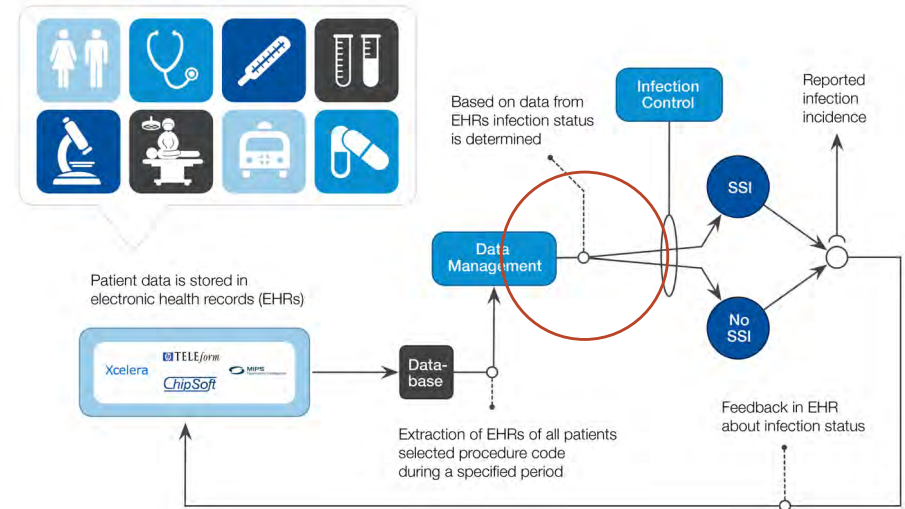 Infection
Control
Reported
infection
incidence
Based on data from
EHRs infection status
is determined
SSI
Data
Management
Patient data is stored in
electronic health records (EHRs)
No
SSI
Xcelera
TELEform
MIPS
ChipSoft
Data-
base
Extraction of EHRs of all patients
selected procedure code
during a specified period
Feedback in EHR
about infection status